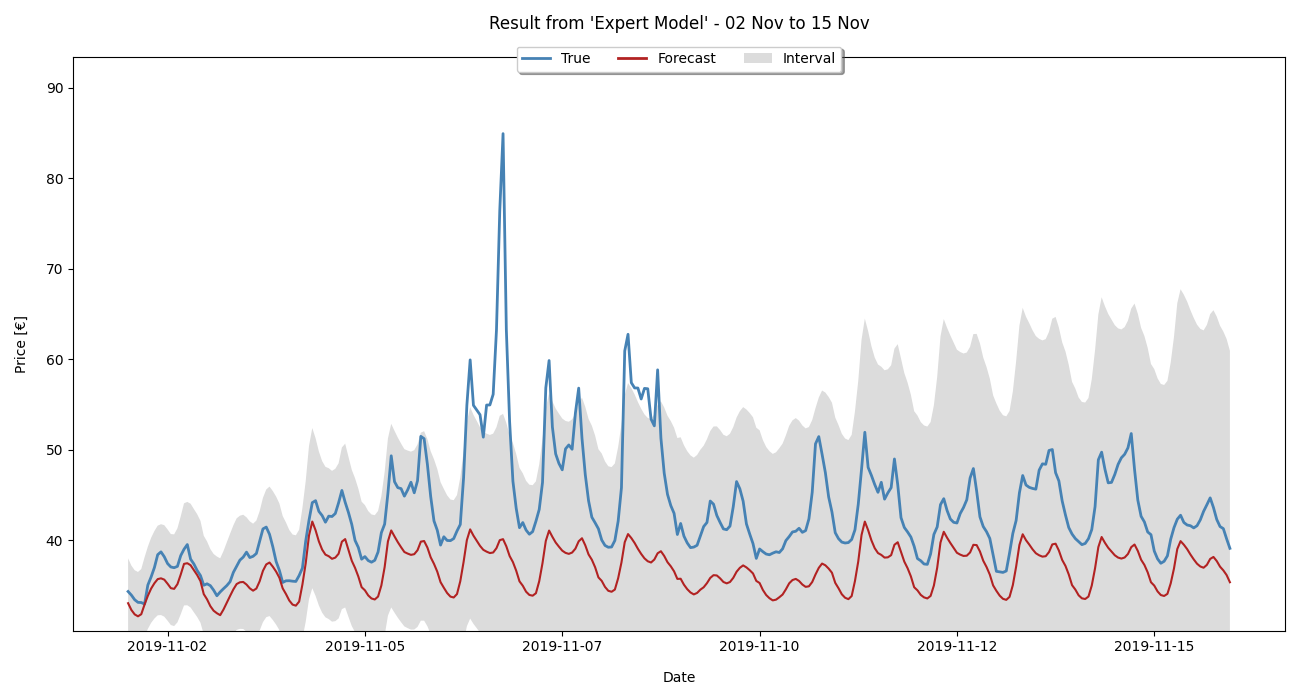 Result from 'Expert Model' - 02 Nov to 15 Nov
True Forecast Interval
90
80
70
60
50
40
Price [€]
2019-11-02 2019-11-05 2019-11-07 2019-11-10 2019-11-12 2019-11-15
Date